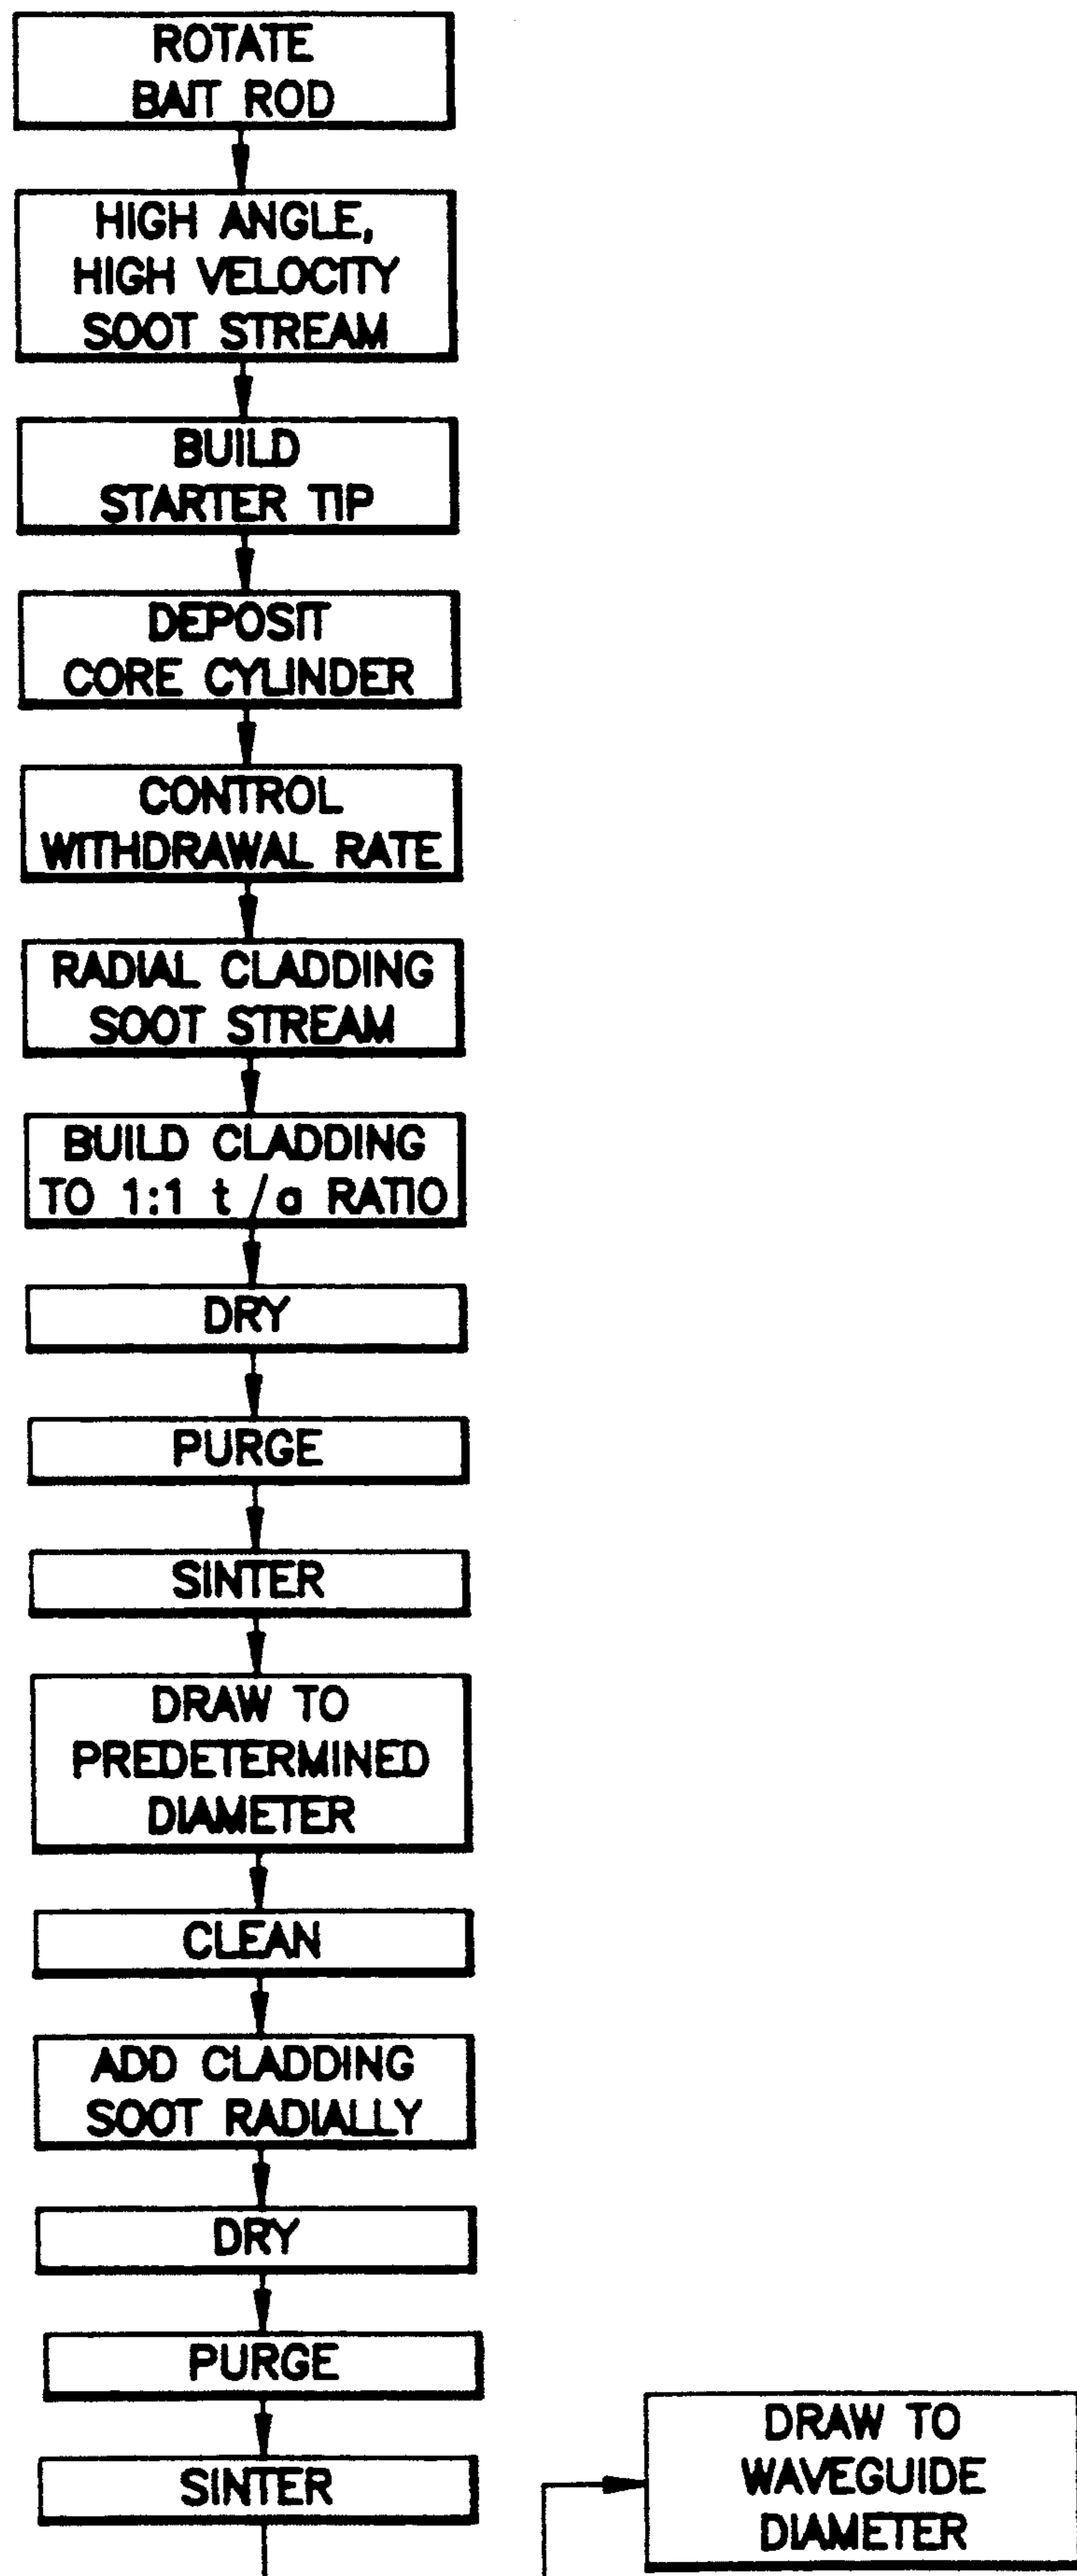 ROTATE
BAIT ROD
HIGH ANGLE,
HIGH VELOCITY
SOOT STREAM
BUILD
STARTER TIP
DEPOSIT
CORE CYLINDER
CONTROL
WITHDRAWAL RATE
RADIAL CLADDING
SOOT STREAM
BUILD CLADDING
TO 1:1 t /a RATIO
DRY
PURGE
SINTER
DRAW TO
PREDETERMINED
DIAMETER
CLEAN
ADD CLADDING
SOOT RADIALLY
DRY
PURGE
SINTER
DRAW TO
WAVEGUIDE
DIAMETER